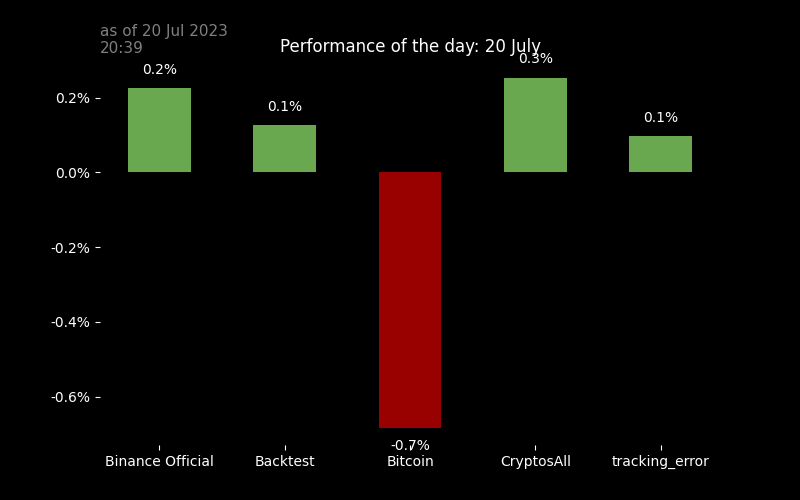 as of 20 Jul 2023
20:39
Performance of the day: 20 July
0.2%
0.1%
-0.7%
0.3%
0.1%
0.2%
0.0%
-0.2%
-0.4%
-0.6%
Binance Official
Backtest
Bitcoin
CryptosAll
tracking_error